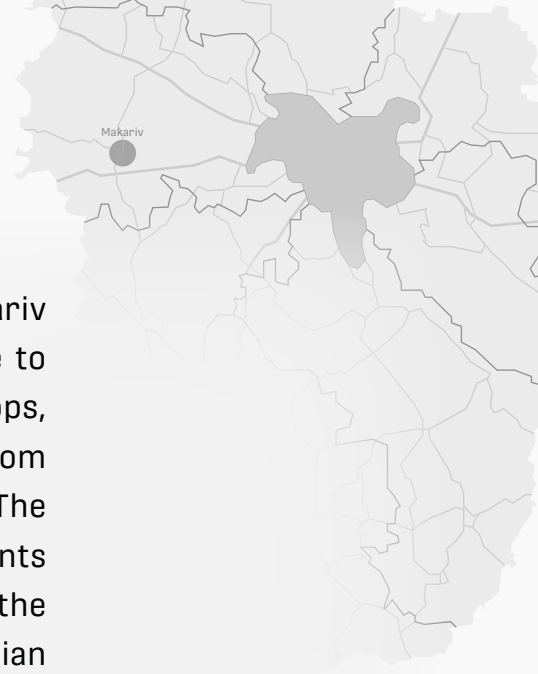 Makariv
ariv
to
ops,
om
The
nts
the
ian